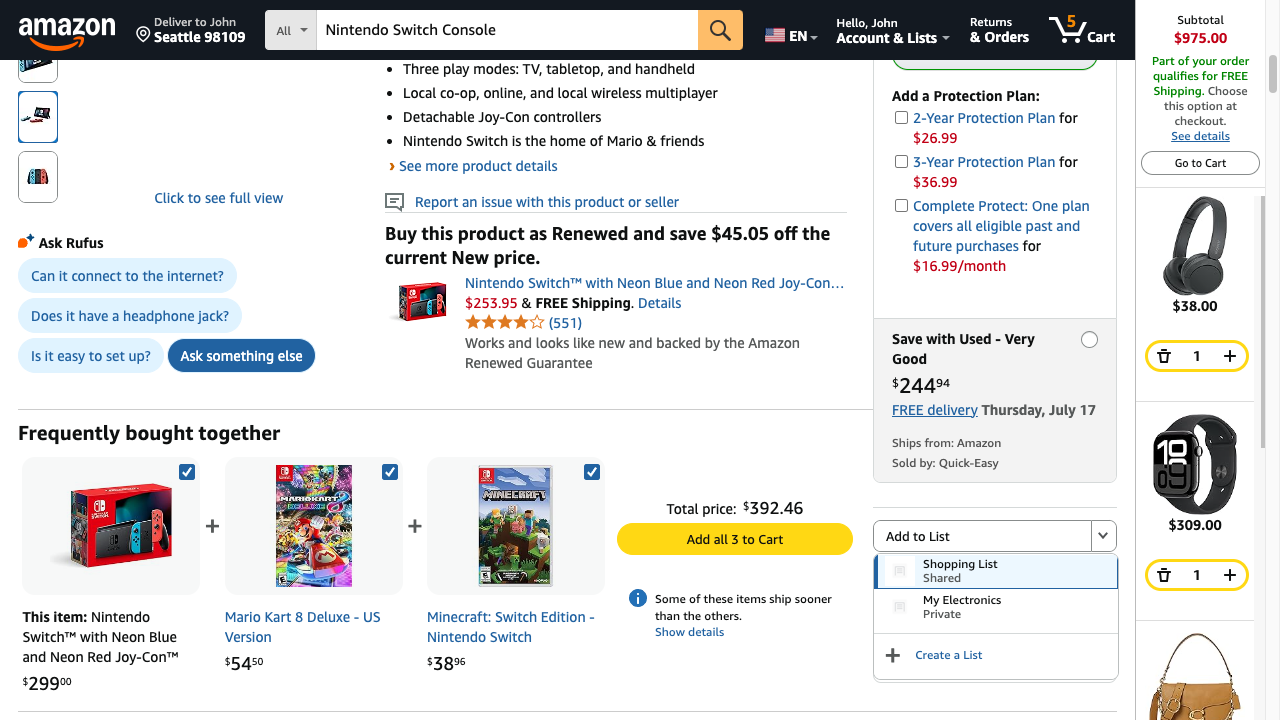 amazon
Deliver to John
Seattle 98109
All
Nintendo Switch Console
EN
Hello, John
Account & Lists
Returns
& Orders
5
Cart
Three play modes: TV, tabletop, and handheld
Local co-op, online, and local wireless multiplayer
Detachable Joy-Con controllers
Nintendo Switch is the home of Mario & friends
› See more product details
Click to see full view
Report an issue with this product or seller
Ask Rufus
Can it connect to the internet?
Does it have a headphone jack?
Is it easy to set up?
Ask something else
Buy this product as Renewed and save $45.05 off the
current New price.
Nintendo Switch™ with Neon Blue and Neon Red Joy-Con…
$253.95 & FREE Shipping. Details
(551)
Works and looks like new and backed by the Amazon
Renewed Guarantee
Add a Protection Plan:
2-Year Protection Plan for
$26.99
3-Year Protection Plan for
$36.99
Complete Protect: One plan
covers all eligible past and
future purchases for
$16.99/month
Save with Used - Very
Good
$244 94
FREE delivery Thursday, July 17
Ships from: Amazon
Sold by: Quick-Easy
Add to List
Shopping List
Shared
My Electronics
Private
Create a List
Frequently bought together
MARIOKART 8
DELUXE
MINECRAFT
This item: Nintendo
Switch™ with Neon Blue
and Neon Red Joy-Con™
$299 00
Mario Kart 8 Deluxe - US
Version
$54 50
Minecraft: Switch Edition -
Nintendo Switch
$38 96
Total price: $392.46
Add all 3 to Cart
Some of these items ship sooner
than the others.
Show details
Subtotal
$975.00
Part of your order
qualifies for FREE
Shipping. Choose
this option at
checkout.
See details
Go to Cart
$38.00
1
$309.00
1